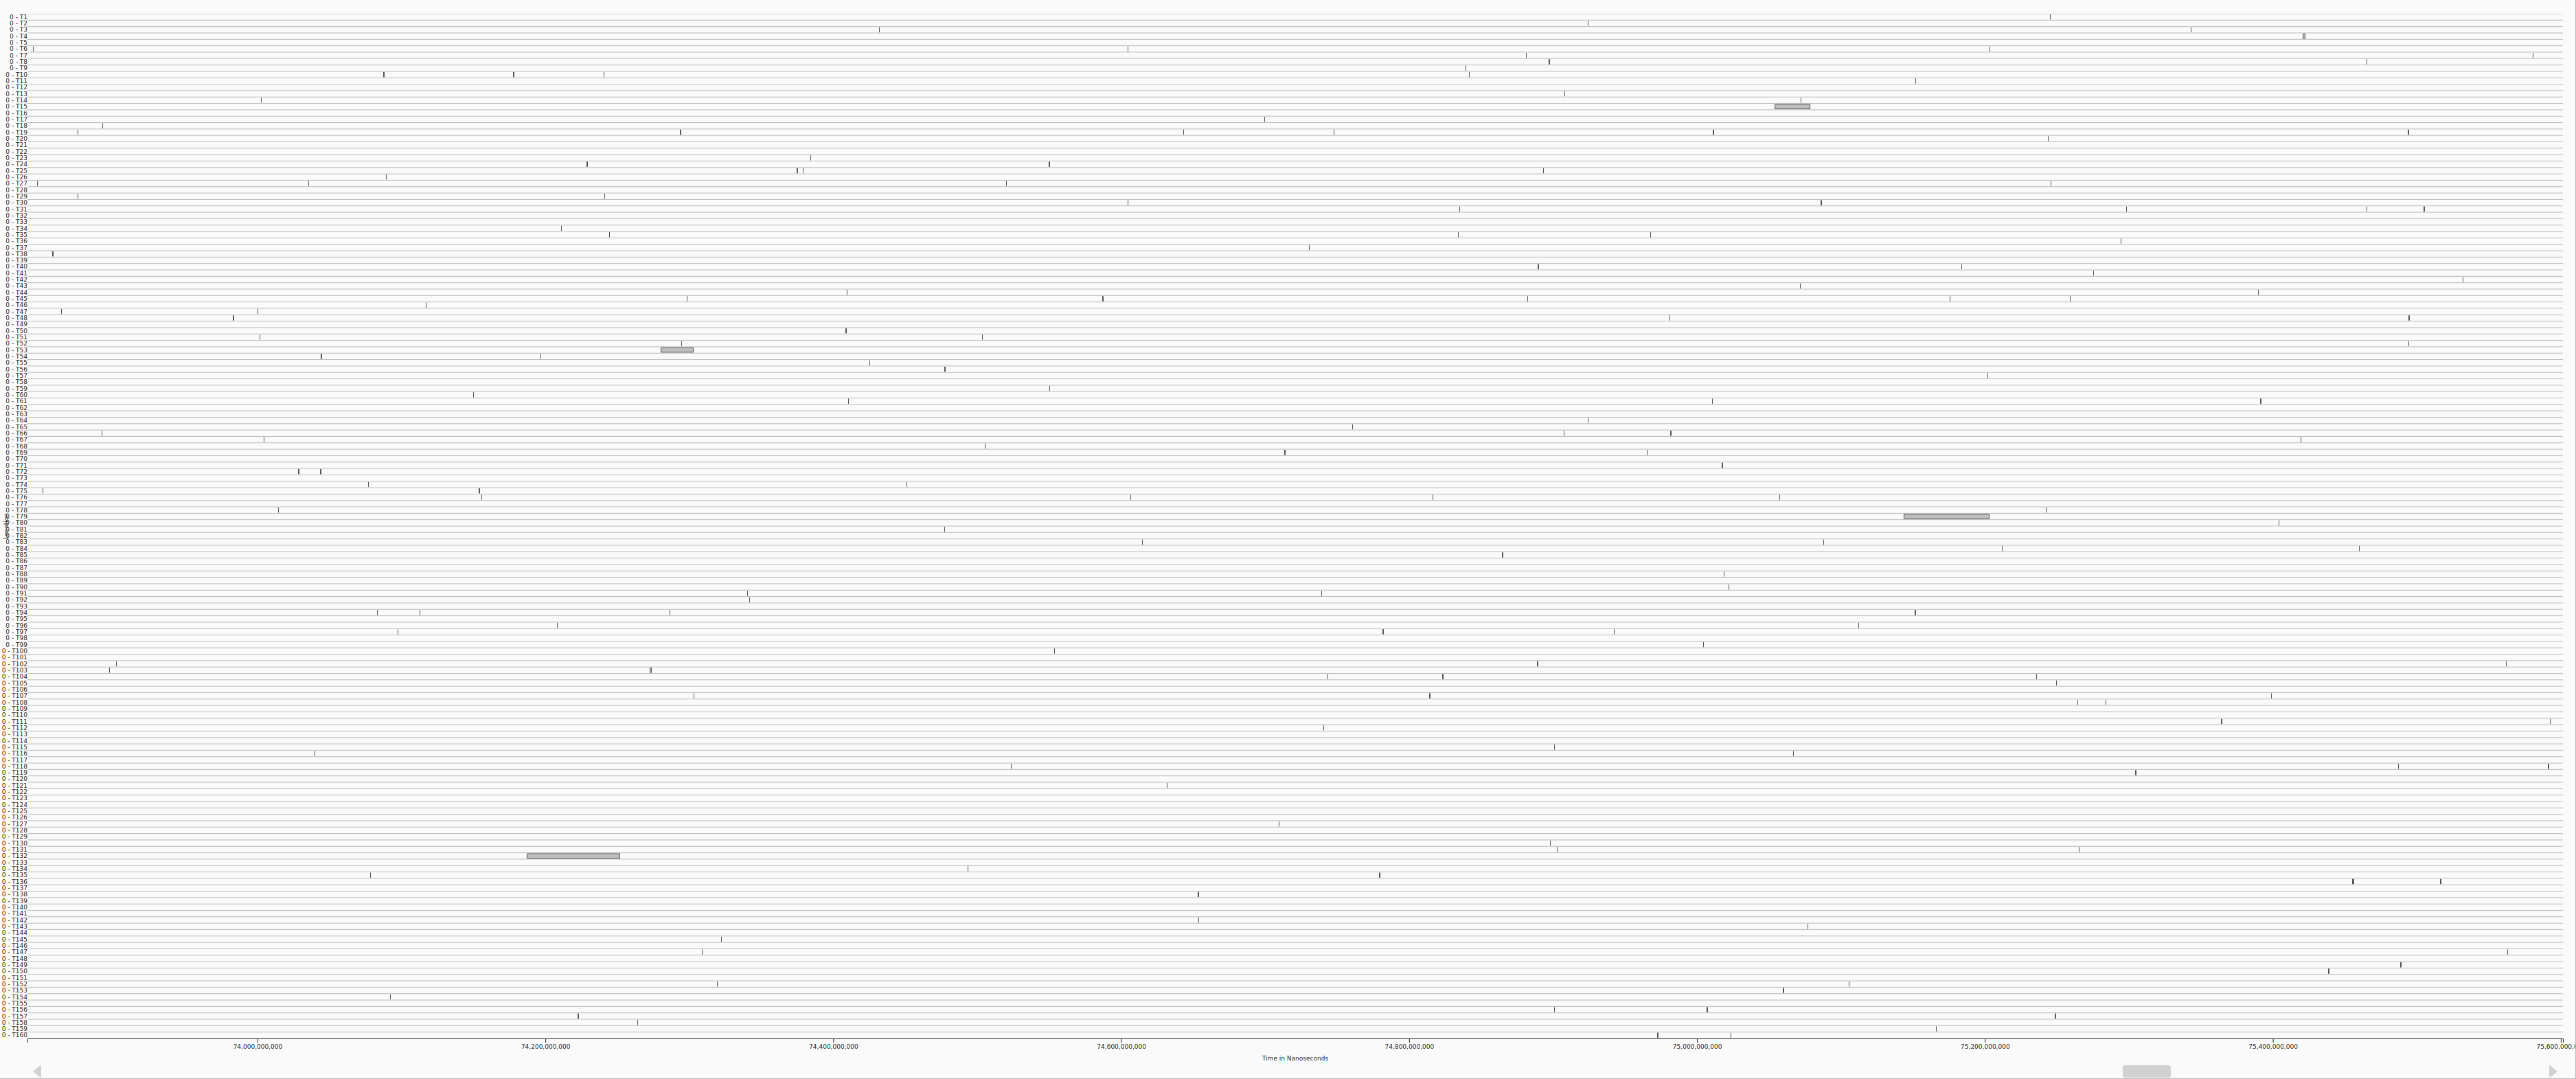 0 - T1
0 - T2
0 - T3
0 - T4
0 - T5
0 - T6
0 - T7
0 - T8
0 - T9
0 - T10
0 - T11
0 - T12
0 - T13
0 - T14
0 - T15
0 - T16
0 - T17
0 - T18
0 - T19
0 - T20
0 - T21
0 - T22
0 - T23
0 - T24
0 - T25
0 - T26
0 - T27
0 - T28
0 - T29
0 - T30
0 - T31
0 - T32
0 - T33
0 - T34
0 - T35
0 - T36
0 - T37
0 - T38
0 - T39
0 - T40
0 - T41
0 - T42
0 - T43
0 - T44
0 - T45
0 - T46
0 - T47
0 - T48
0 - T49
0 - T50
0 - T51
0 - T52
0 - T53
0 - T54
0 - T55
0 - T56
0 - T57
0 - T58
0 - T59
0 - T60
0 - T61
0 - T62
0 - T63
0 - T64
0 - T65
0 - T66
0 - T67
0 - T68
0 - T69
0 - T70
0 - T71
0 - T72
0 - T73
0 - T74
0 - T75
0 - T76
0 - T77
0 - T78
0 - T79
0 - T80
0 - T81
0 - T82
0 - T83
0 - T84
0 - T85
0 - T86
0 - T87
0 - T88
0 - T89
0 - T90
0 - T91
0 - T92
0 - T93
0 - T94
0 - T95
0 - T96
0 - T97
0 - T98
0 - T99
0 - T100
0 - T101
0 - T102
0 - T103
0 - T104
0 - T105
0 - T106
0 - T107
0 - T108
0 - T109
0 - T110
0 - T111
0 - T112
0 - T113
0 - T114
0 - T115
0 - T116
0 - T117
0 - T118
0 - T119
0 - T120
0 - T121
0 - T122
0 - T123
0 - T124
0 - T125
0 - T126
0 - T127
0 - T128
0 - T129
0 - T130
0 - T131
0 - T132
0 - T133
0 - T134
0 - T135
0 - T136
0 - T137
0 - T138
0 - T139
0 - T140
0 - T141
0 - T142
0 - T143
0 - T144
0 - T145
0 - T146
0 - T147
0 - T148
0 - T149
0 - T150
0 - T151
0 - T152
0 - T153
0 - T154
0 - T155
0 - T156
0 - T157
0 - T158
0 - T159
0 - T160
74,000,000,000 74,200,000,000 74,400,000,000 74,600,000,000 74,800,000,000 75,000,000,000 75,200,000,000 75,400,000,000 75,600,000,0
Time in Nanoseconds